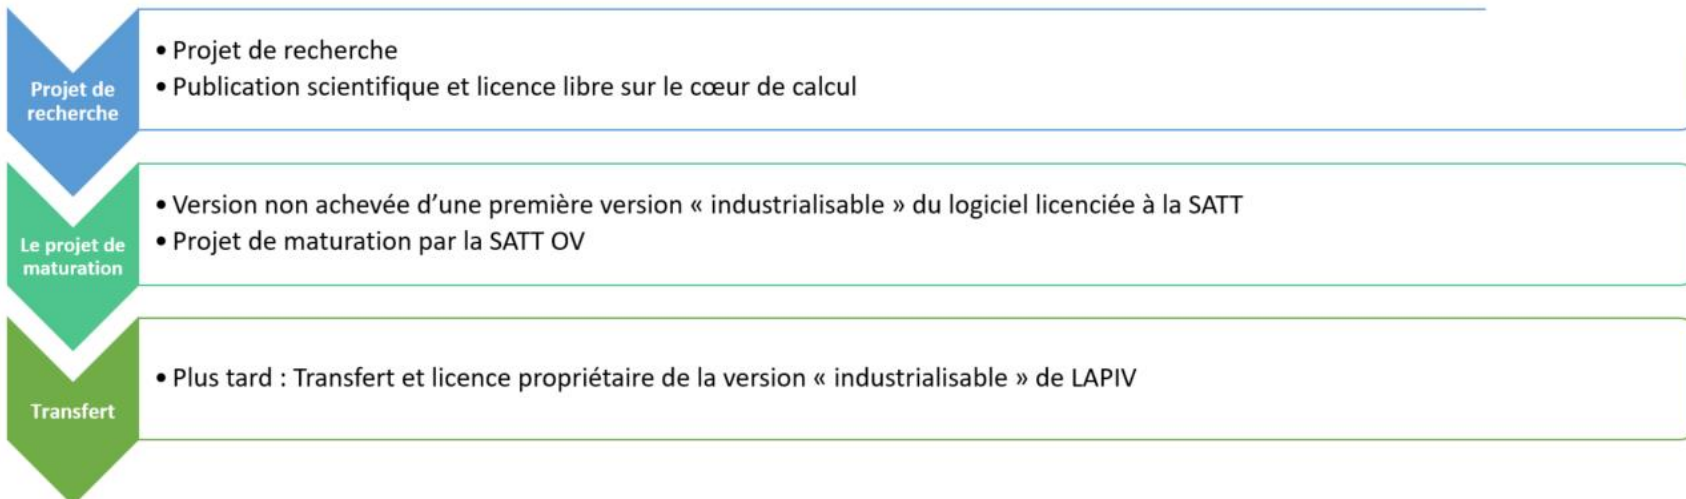 Projet de
recherche
• Projet de recherche
• Publication scientifique et licence libre sur le cœur de calcul
Le projet de
maturation
• Version non achevée d’une première version « industrialisable » du logiciel licenciée à la SATT
• Projet de maturation par la SATT OV
Transfert
• Plus tard : Transfert et licence propriétaire de la version « industrialisable » de LAPIV